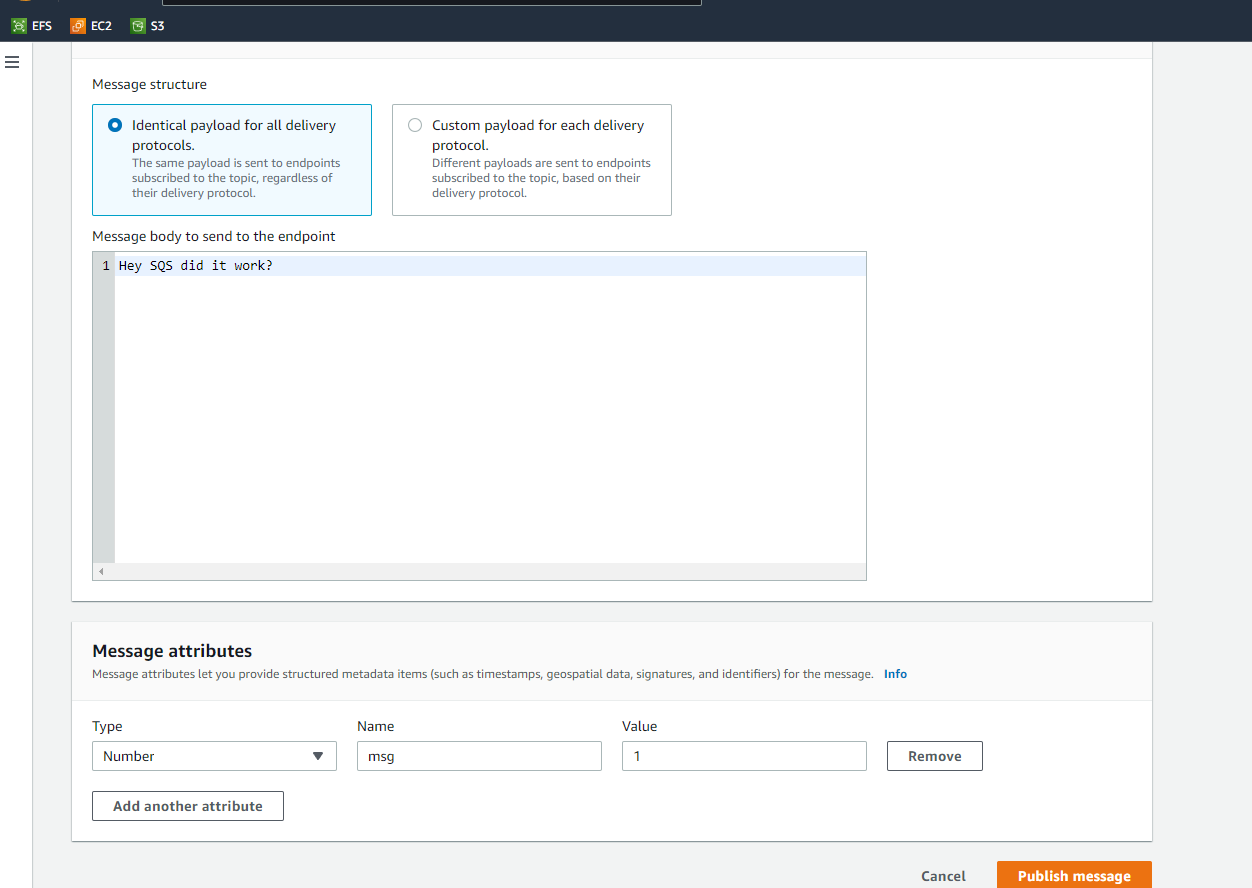 EFS EC2 S3
Message structure
Identical payload for all delivery
protocols.
The same payload is sent to endpoints
subscribed to the topic, regardless of
their delivery protocol.
Custom payload for each delivery
protocol.
Different payloads are sent to endpoints
subscribed to the topic, based on their
delivery protocol.
Message body to send to the endpoint
1 Hey SQS did it work?
Message attributes
Message attributes let you provide structured metadata items (such as timestamps, geospatial data, signatures, and identifiers) for the message. Info
Type Name Value
Number msg 1 Remove
Add another attribute
Cancel Publish message